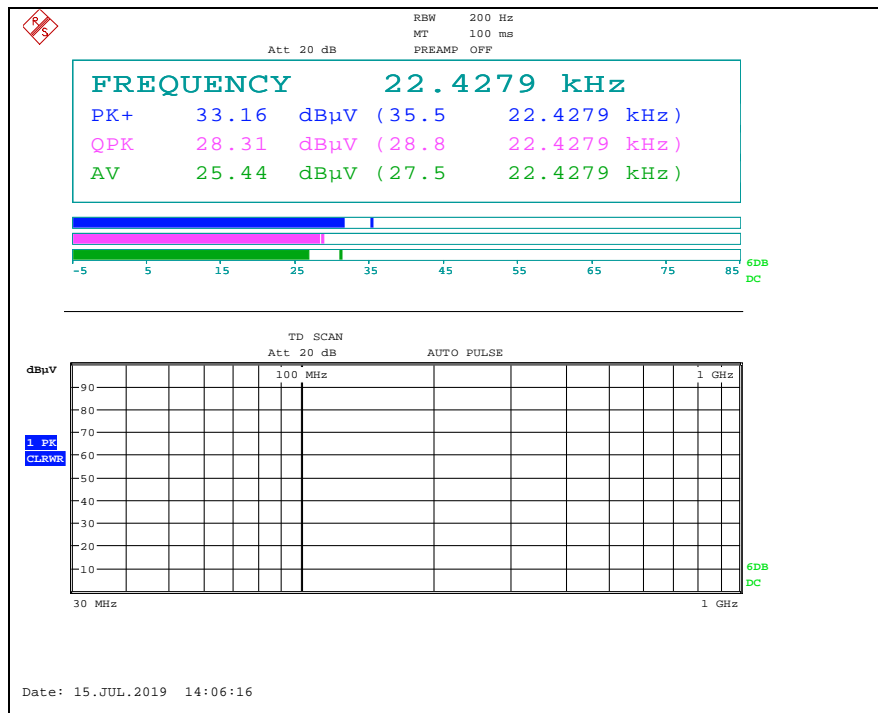 R S
RBW 200 Hz
MT 100 ms
Att 20 dB PREAMP OFF
FREQUENCY 22.4279 kHz
PK+ 33.16 dBµV (35.5 22.4279 kHz)
QPK 28.31 dBµV (28.8 22.4279 kHz)
AV 25.44 dBµV (27.5 22.4279 kHz)
-5 5 15 25 35 45 55 65 75 85
6DB
DC
TD SCAN
Att 20 dB AUTO PULSE
dBµV
100 MHz 1 GHz
90
80
70
1 PK
CLRWR
60
50
40
30
20
10
6DB
DC
30 MHz 1 GHz
Date: 15.JUL.2019 14:06:16